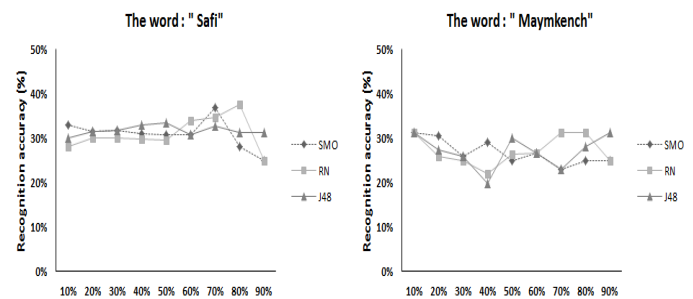 The word : " Safi"
50%
40%
30%
20%
10%
0%
Recognition accuracy (%)
10% 20% 30% 40% 50% 60% 70% 80% 90%
SMO
RN
J48
The word : " Maymkench"
50%
40%
30%
20%
10%
0%
Recognition accuracy (%)
10% 20% 30% 40% 50% 60% 70% 80% 90%
SMO
RN
J48